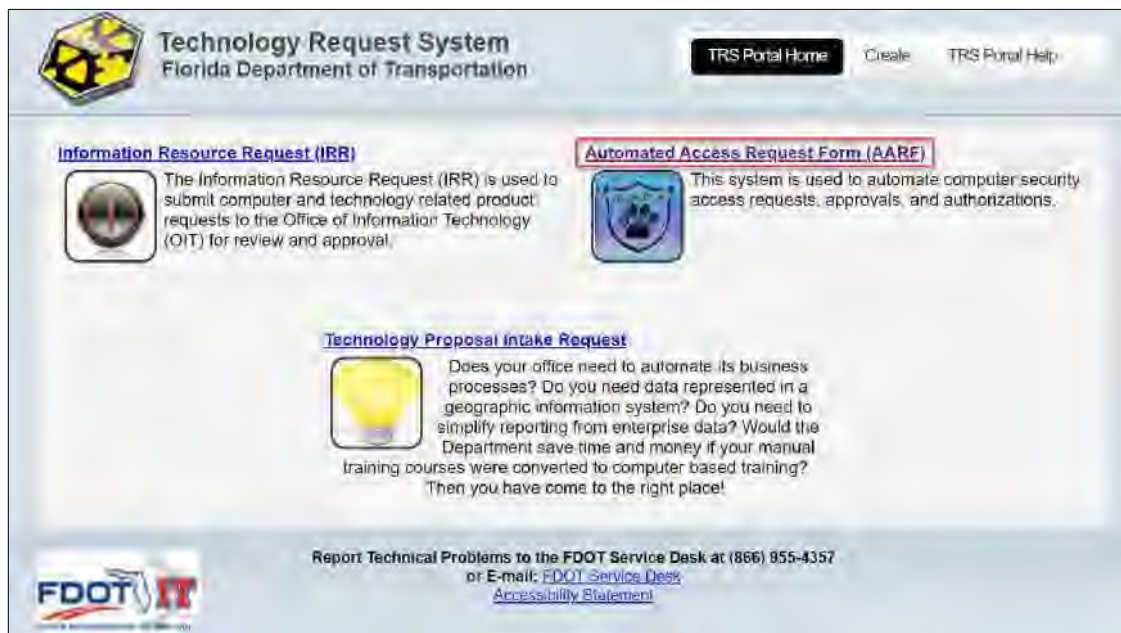 Technology Request System
Florida Department of Transportation
TRS Portal Home
Create
TRS Portal Help
Information Resource Request (IRR)
The Information Resource Request (IRR) is used to
submit computer and technology related product
requests to the Office of Information Technology
(OIT) for review and approval.
Automated Access Request Form (AARF)
This system is used to automate computer security
access requests, approvals, and authorizations.
Technology Proposal Intake Request
Does your office need to automate its business
processes? Do you need data represented in a
geographic information system? Do you need to
simplify reporting from enterprise data? Would the
Department save time and money if your manual
training courses were converted to computer based training?
Then you have come to the right place!
Report Technical Problems to the FDOT Service Desk at (866) 955-4357
or E-mail: FDOT Service Desk
Accessibility Statement
FDOT IT